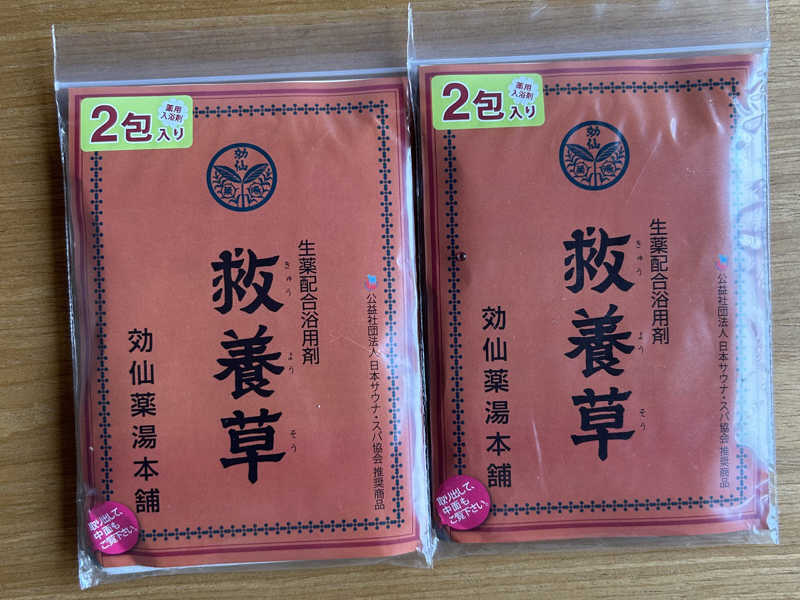 2包入り
薬用
入浴剤
効仙
公益社団法人 日本サウナ・スパ協会 推奨商品
生薬配合浴用剤
救養草
きゅう よう そう
効仙薬湯本舗
取り出して、
中面も
ご覧下さい。
2包入り
薬用
入浴剤
効仙
公益社団法人 日本サウナ・スパ協会 推奨商品
生薬配合浴用剤
救養草
きゅう よう そう
効仙薬湯本舗
取り出して、
中面も
ご覧下さい。